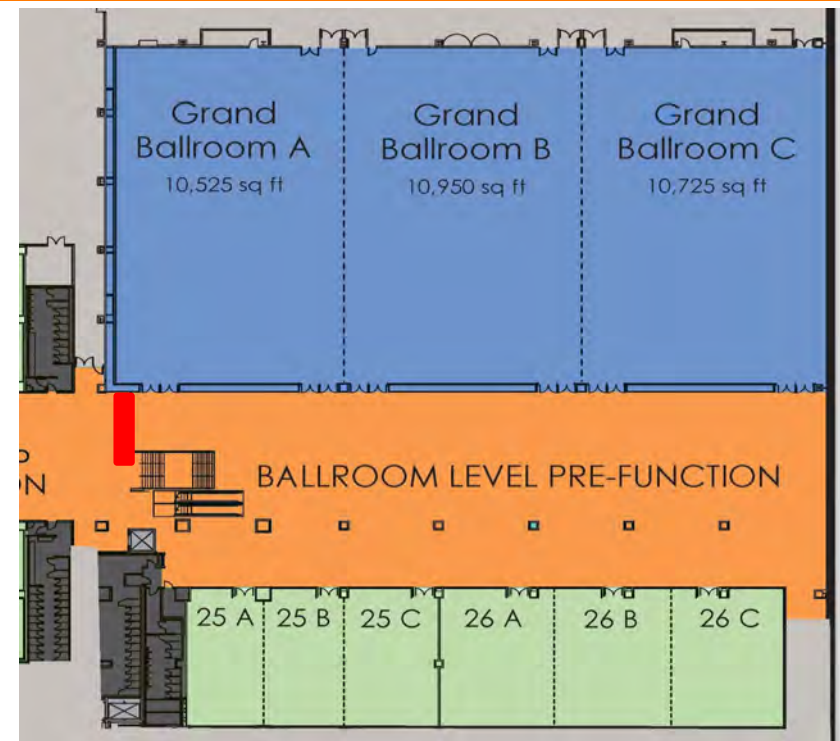 Grand
Ballroom A
10,525 sq ft
Grand
Ballroom B
10,950 sq ft
Grand
Ballroom C
10,725 sq ft
BALLROOM LEVEL PRE-FUNCTION
ON
25 A
25 B
25 C
26 A
26 B
26 C